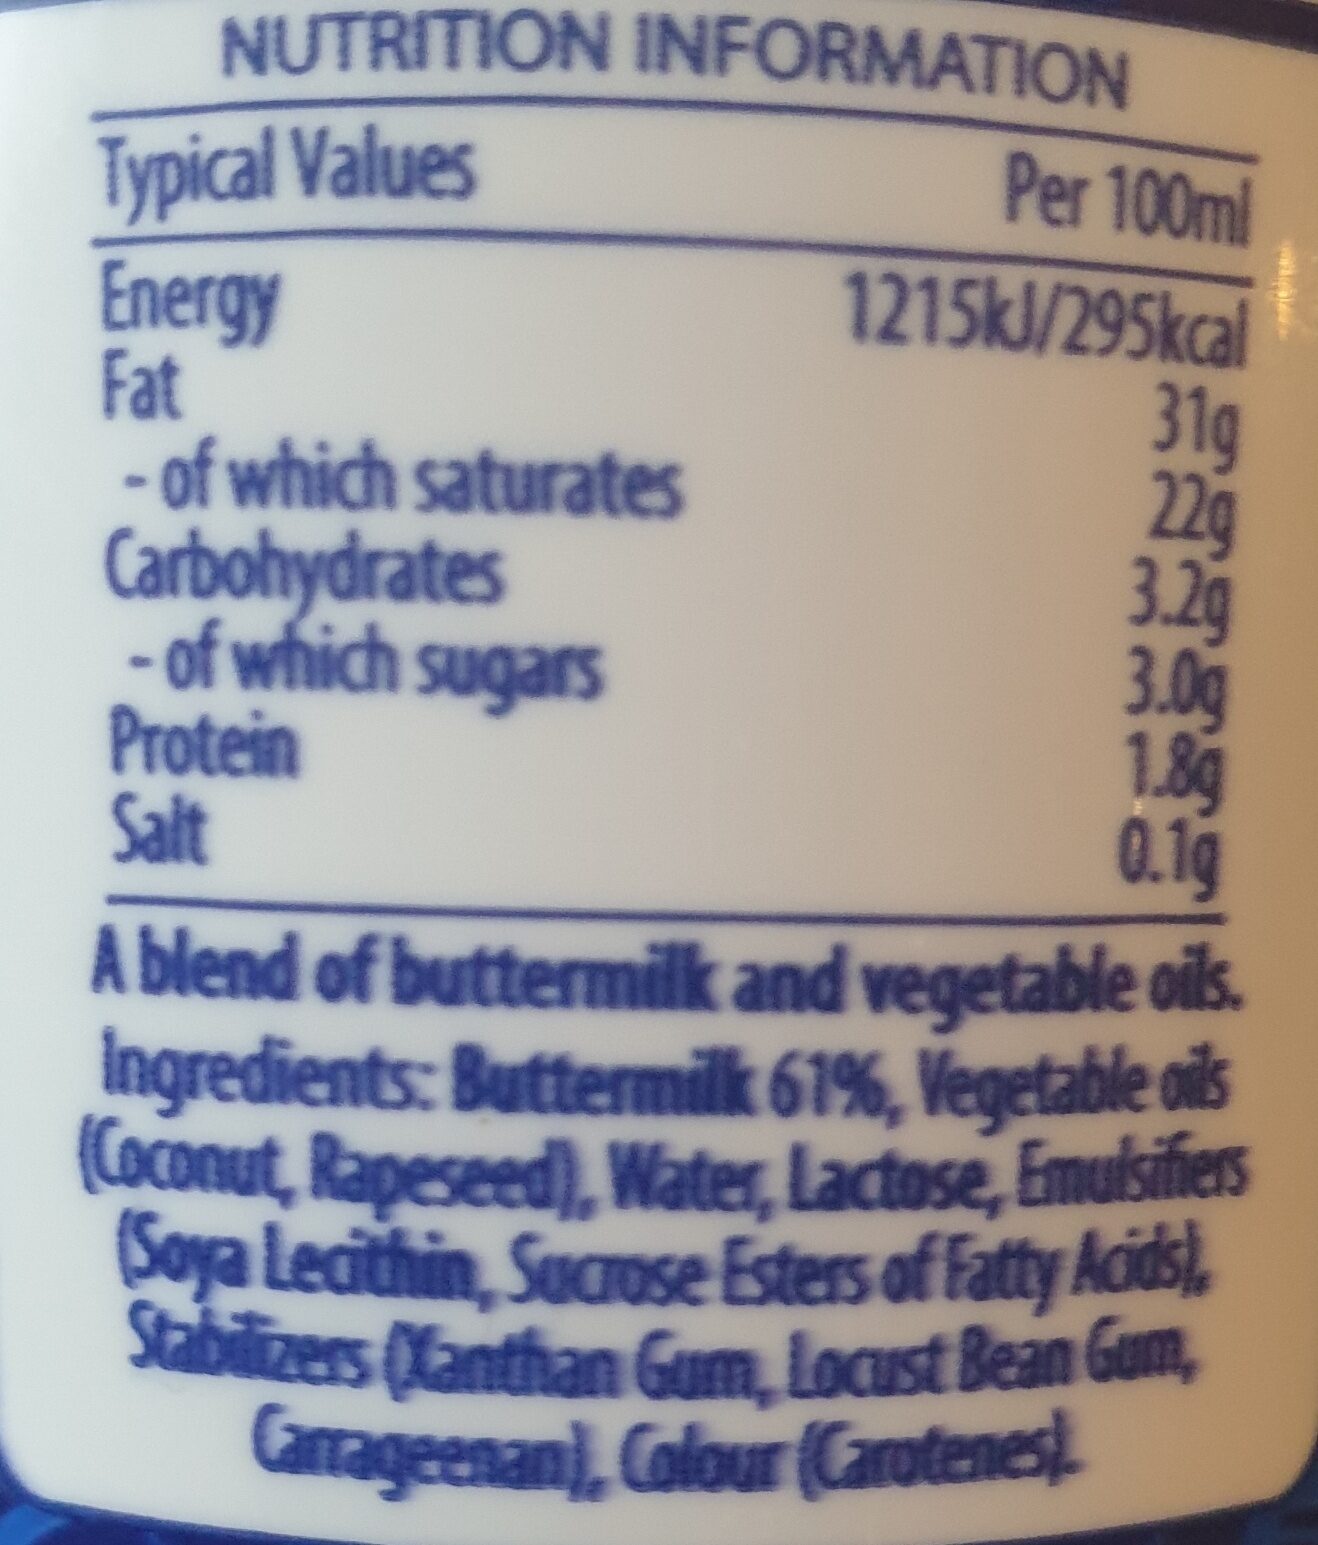 NUTRITION INFORMATION
Typical Values Per 100ml
Energy 1215kJ/295kcal
Fat 31g
- of which saturates 22g
Carbohydrates 3.2g
- of which sugars 3.0g
Protein 1.8g
Salt 0.1g
A blend of buttermilk and vegetable oils.
Ingredients: Buttermilk 61%, Vegetable oils
(Coconut, Rapeseed), Water, Lactose, Emulsifiers
(Soya Lecithin, Sucrose Esters of Fatty Acids),
Stabilizers (Xanthan Gum, Locust Bean Gum,
Carrageenan), Colour (Carotenes).